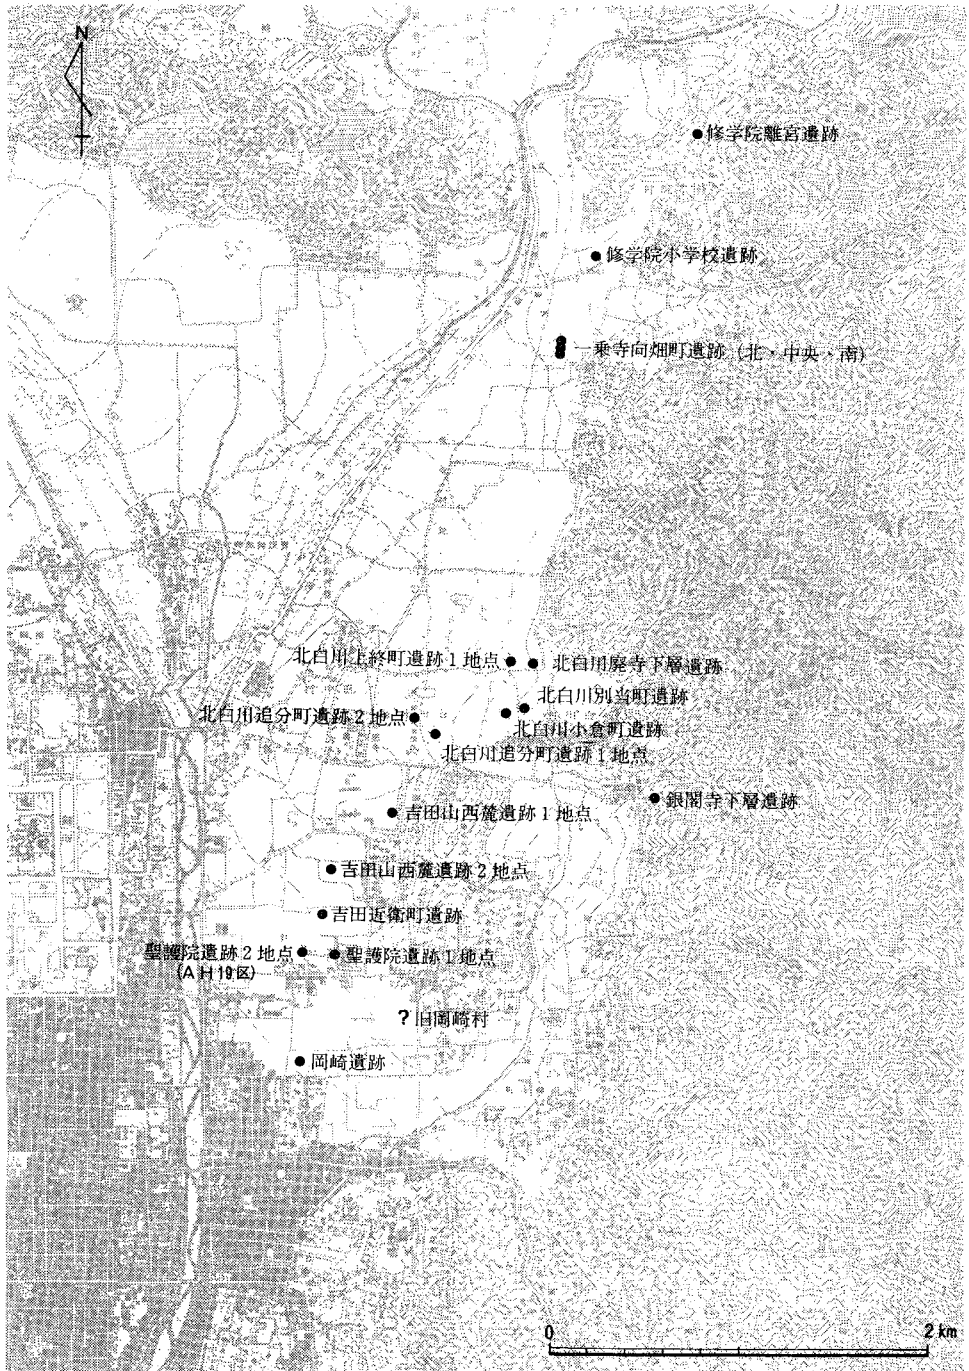 N
修学院離宮遺跡
修学院小学校遺跡
一乗寺向畑町遺跡 (北・中央・南)
北白川上終町遺跡1地点
北白川廃寺下層遺跡
北白川別当町遺跡
北白川追分町遺跡2地点
北白川小倉町遺跡
北白川追分町遺跡1地点
銀閣寺下層遺跡
吉田山西麓遺跡1地点
吉田山西麓遺跡2地点
吉田近衛町遺跡
聖護院遺跡2地点
(AH19区)
聖護院遺跡1地点
?旧岡崎村
岡崎遺跡
0
2km